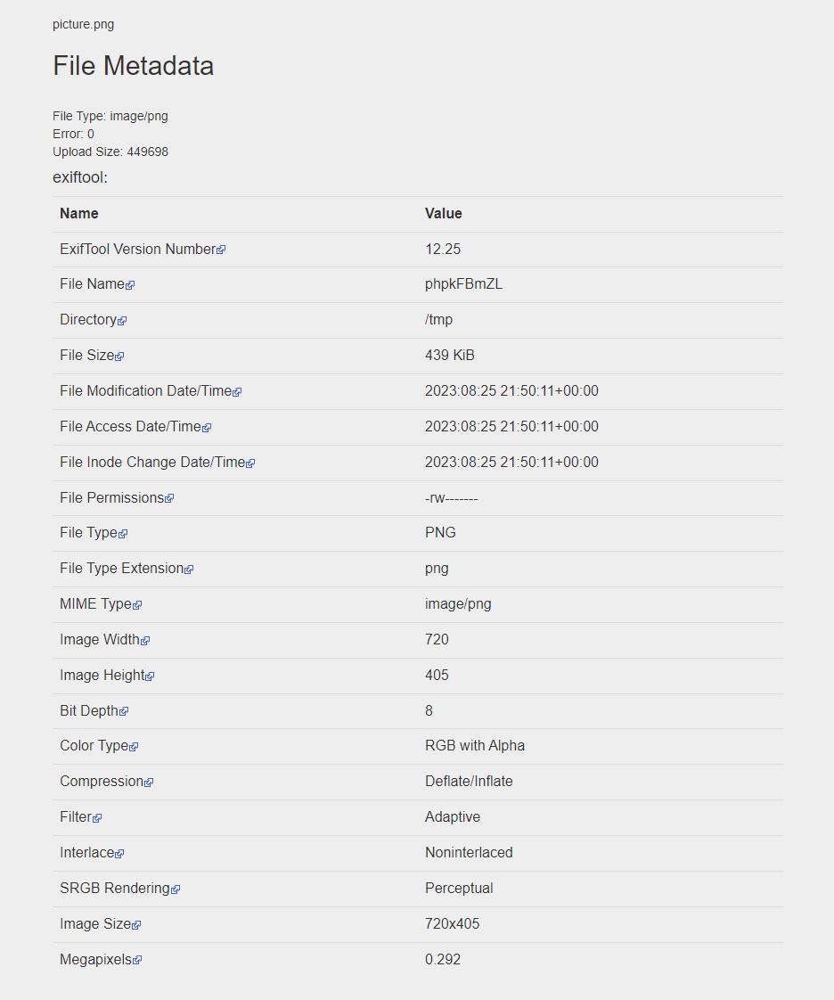 picture.png
File Metadata
File Type: image/png
Error: 0
Upload Size: 449698
exiftool:
Name Value
ExifTool Version Number 12.25
File Name phpkFBmZL
Directory /tmp
File Size 439 KiB
File Modification Date/Time 2023:08:25 21:50:11+00:00
File Access Date/Time 2023:08:25 21:50:11+00:00
File Inode Change Date/Time 2023:08:25 21:50:11+00:00
File Permissions -rw-------
File Type PNG
File Type Extension png
MIME Type image/png
Image Width 720
Image Height 405
Bit Depth 8
Color Type RGB with Alpha
Compression Deflate/Inflate
Filter Adaptive
Interlace Noninterlaced
SRGB Rendering Perceptual
Image Size 720x405
Megapixels 0.292